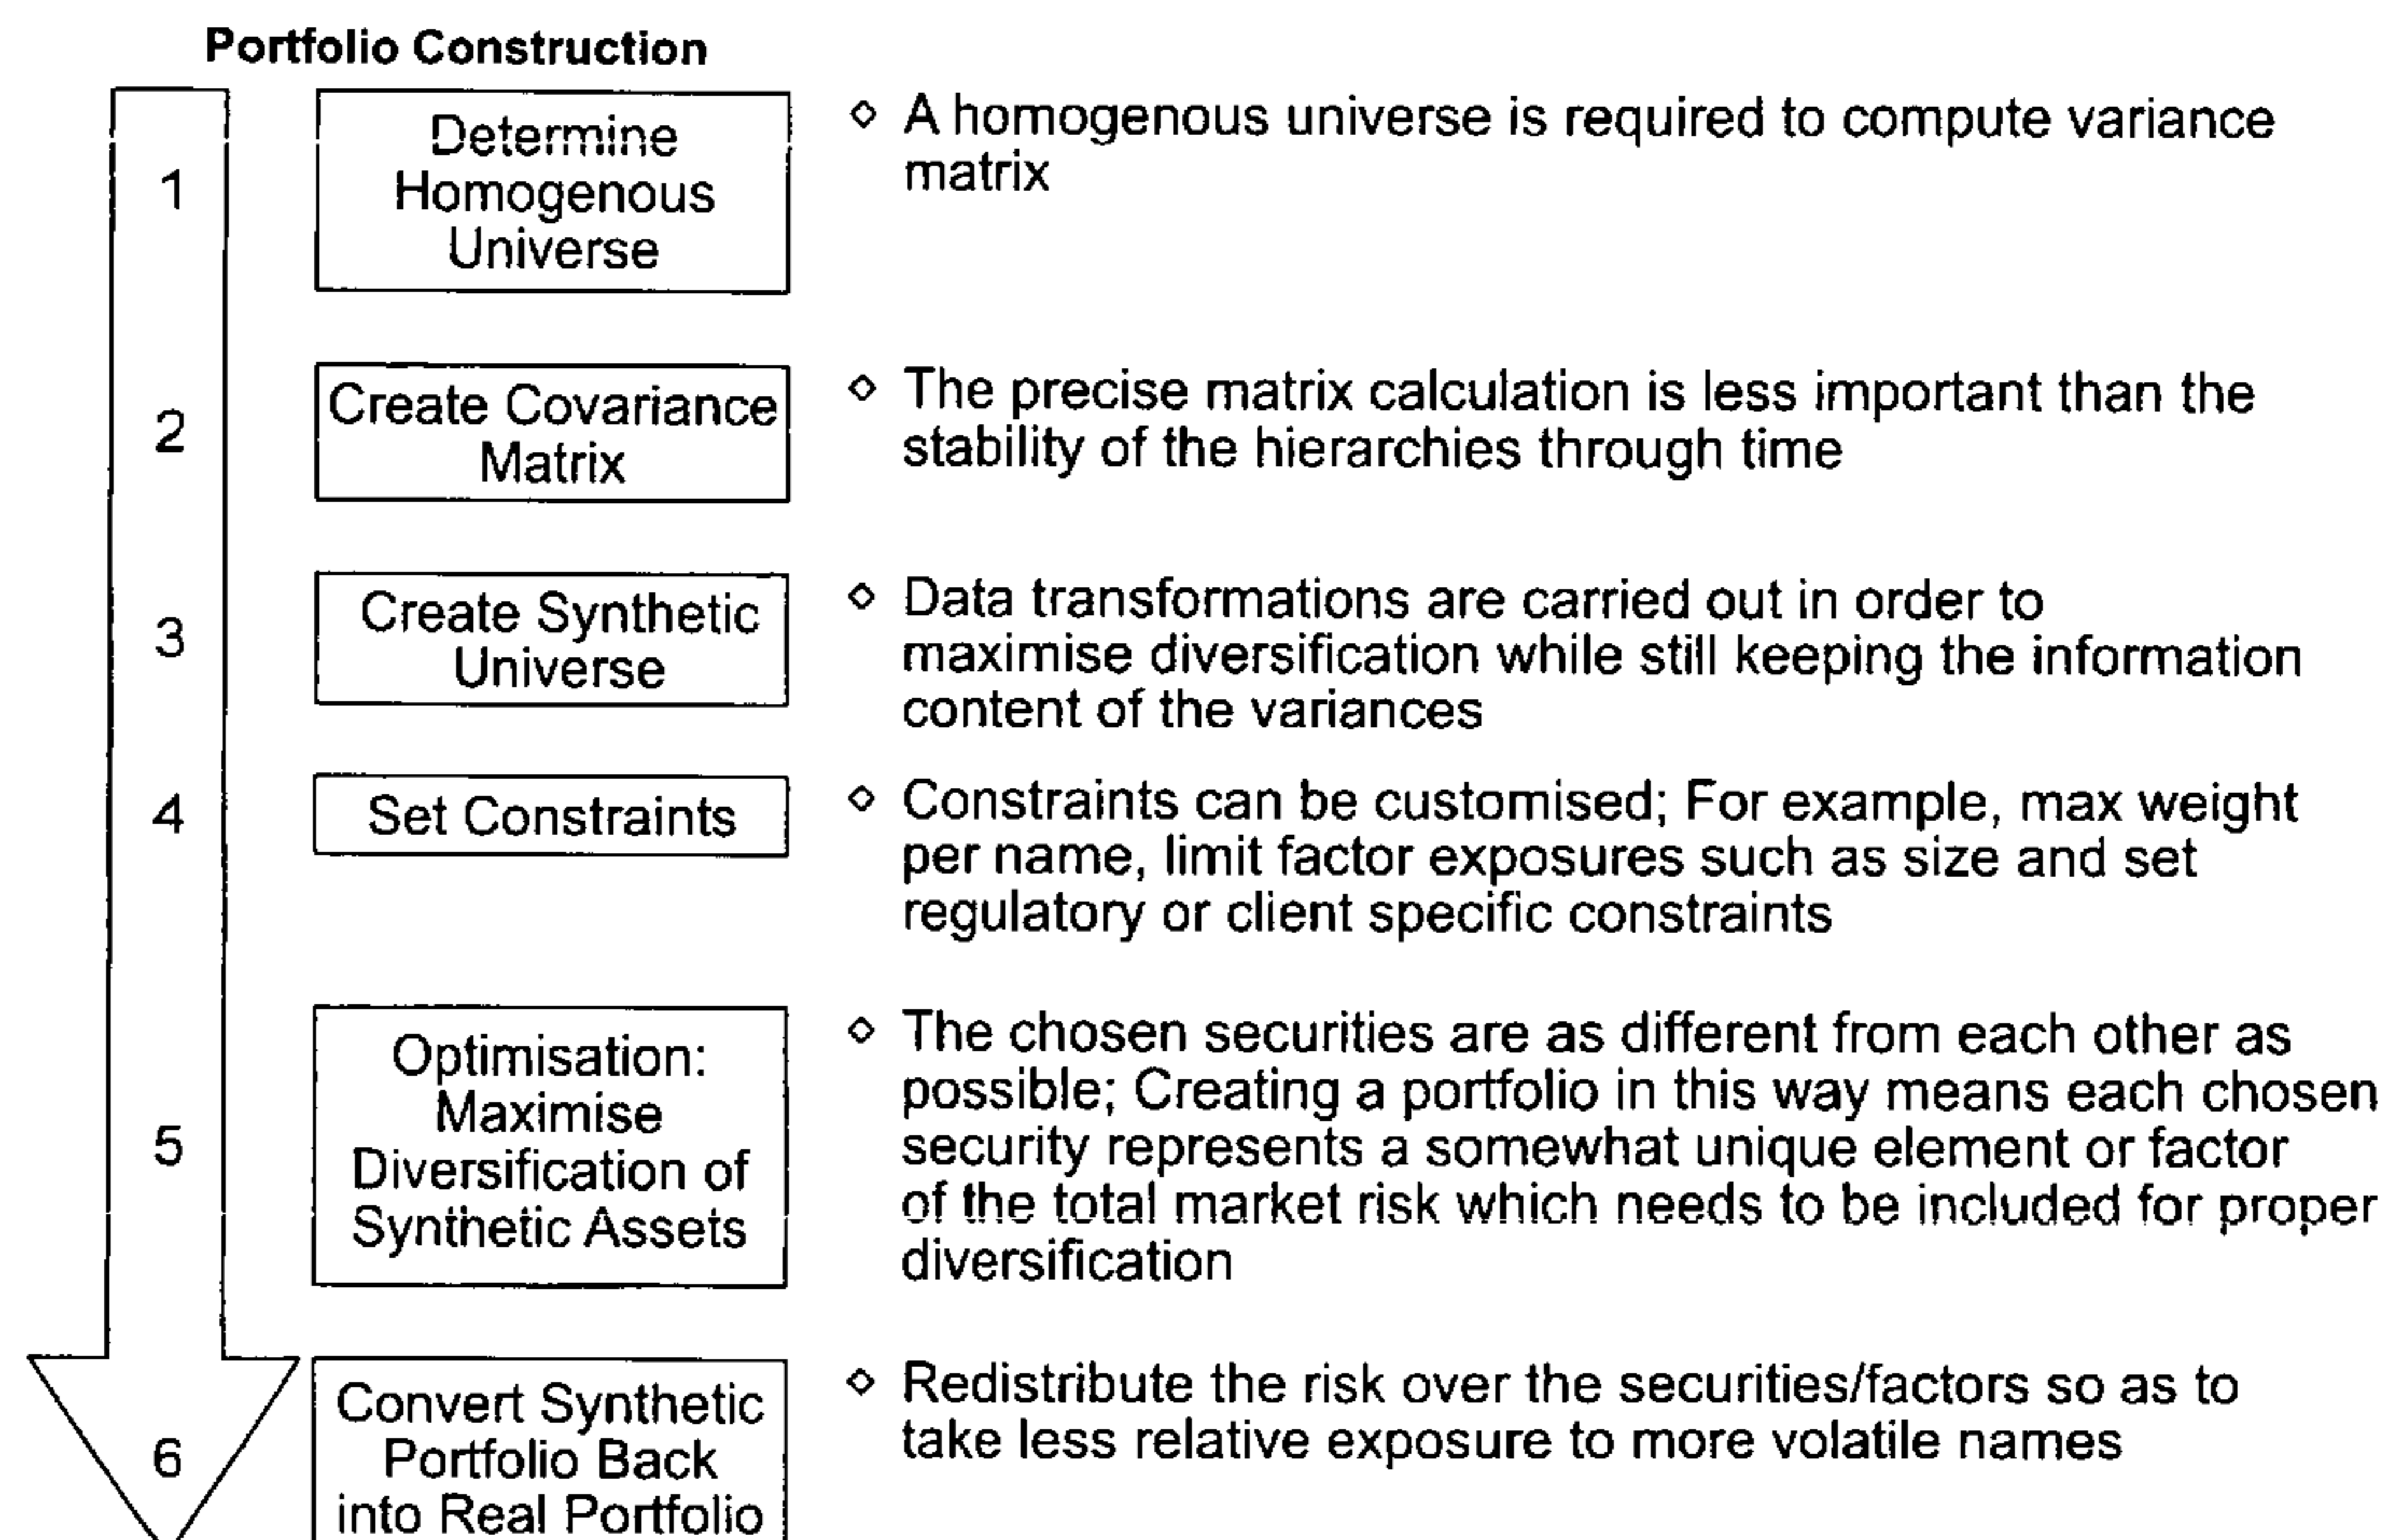 Portfolio Construction
1
Determine
Homogenous
Universe
◇ A homogenous universe is required to compute variance
matrix
2
Create Covariance
Matrix
◇ The precise matrix calculation is less important than the
stability of the hierarchies through time
3
Create Synthetic
Universe
◇ Data transformations are carried out in order to
maximise diversification while still keeping the information
content of the variances
4
Set Constraints
◇ Constraints can be customised; For example, max weight
per name, limit factor exposures such as size and set
regulatory or client specific constraints
5
Optimisation:
Maximise
Diversification of
Synthetic Assets
◇ The chosen securities are as different from each other as
possible; Creating a portfolio in this way means each chosen
security represents a somewhat unique element or factor
of the total market risk which needs to be included for proper
diversification
6
Convert Synthetic
Portfolio Back
into Real Portfolio
◇ Redistribute the risk over the securities/factors so as to
take less relative exposure to more volatile names